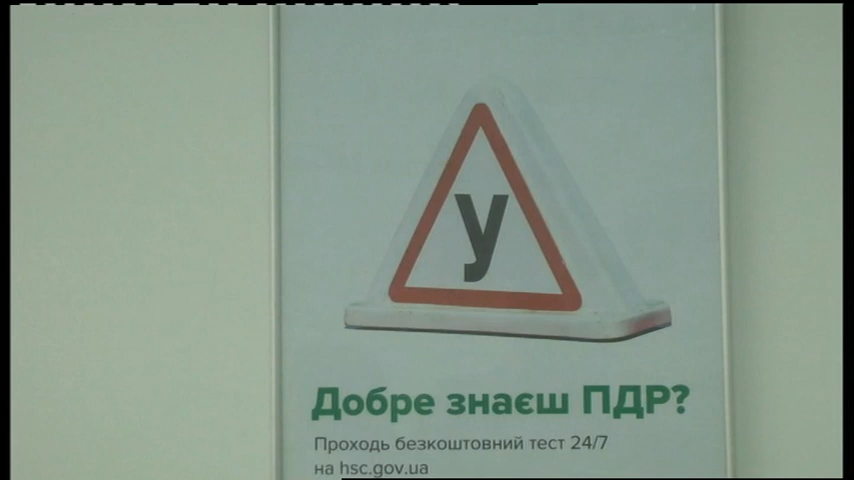 У
Добре знаєш ПДР?
Проходь безкоштовний тест 24/7
на hsc.gov.ua